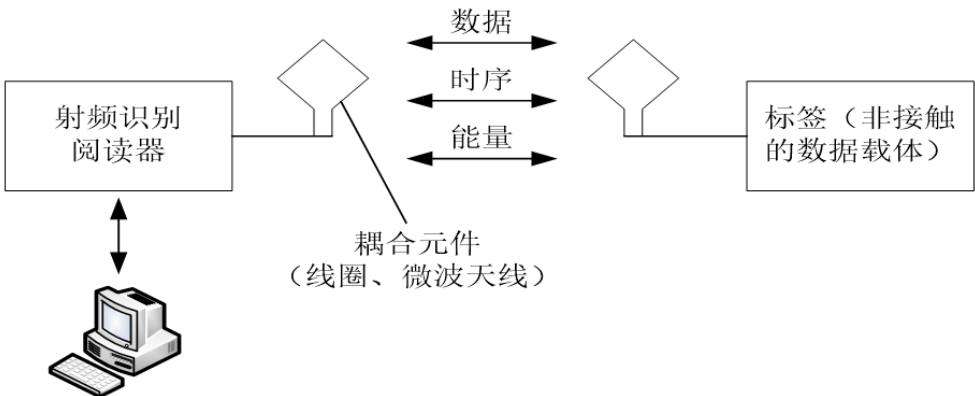 数据
时序
能量
射频识别
阅读器
标签（非接触
的数据载体）
耦合元件
（线圈、微波天线）